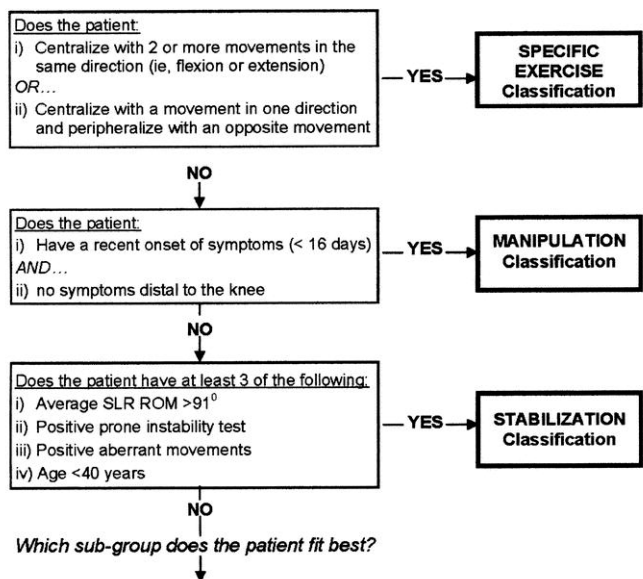 Does the patient:
i) Centralize with 2 or more movements in the
same direction (ie, flexion or extension)
OR…
ii) Centralize with a movement in one direction
and peripheralize with an opposite movement
YES
SPECIFIC
EXERCISE
Classification
NO
Does the patient:
i) Have a recent onset of symptoms (< 16 days)
AND…
ii) no symptoms distal to the knee
YES
MANIPULATION
Classification
NO
Does the patient have at least 3 of the following:
i) Average SLR ROM >91⁰
ii) Positive prone instability test
iii) Positive aberrant movements
iv) Age <40 years
YES
STABILIZATION
Classification
NO
Which sub-group does the patient fit best?